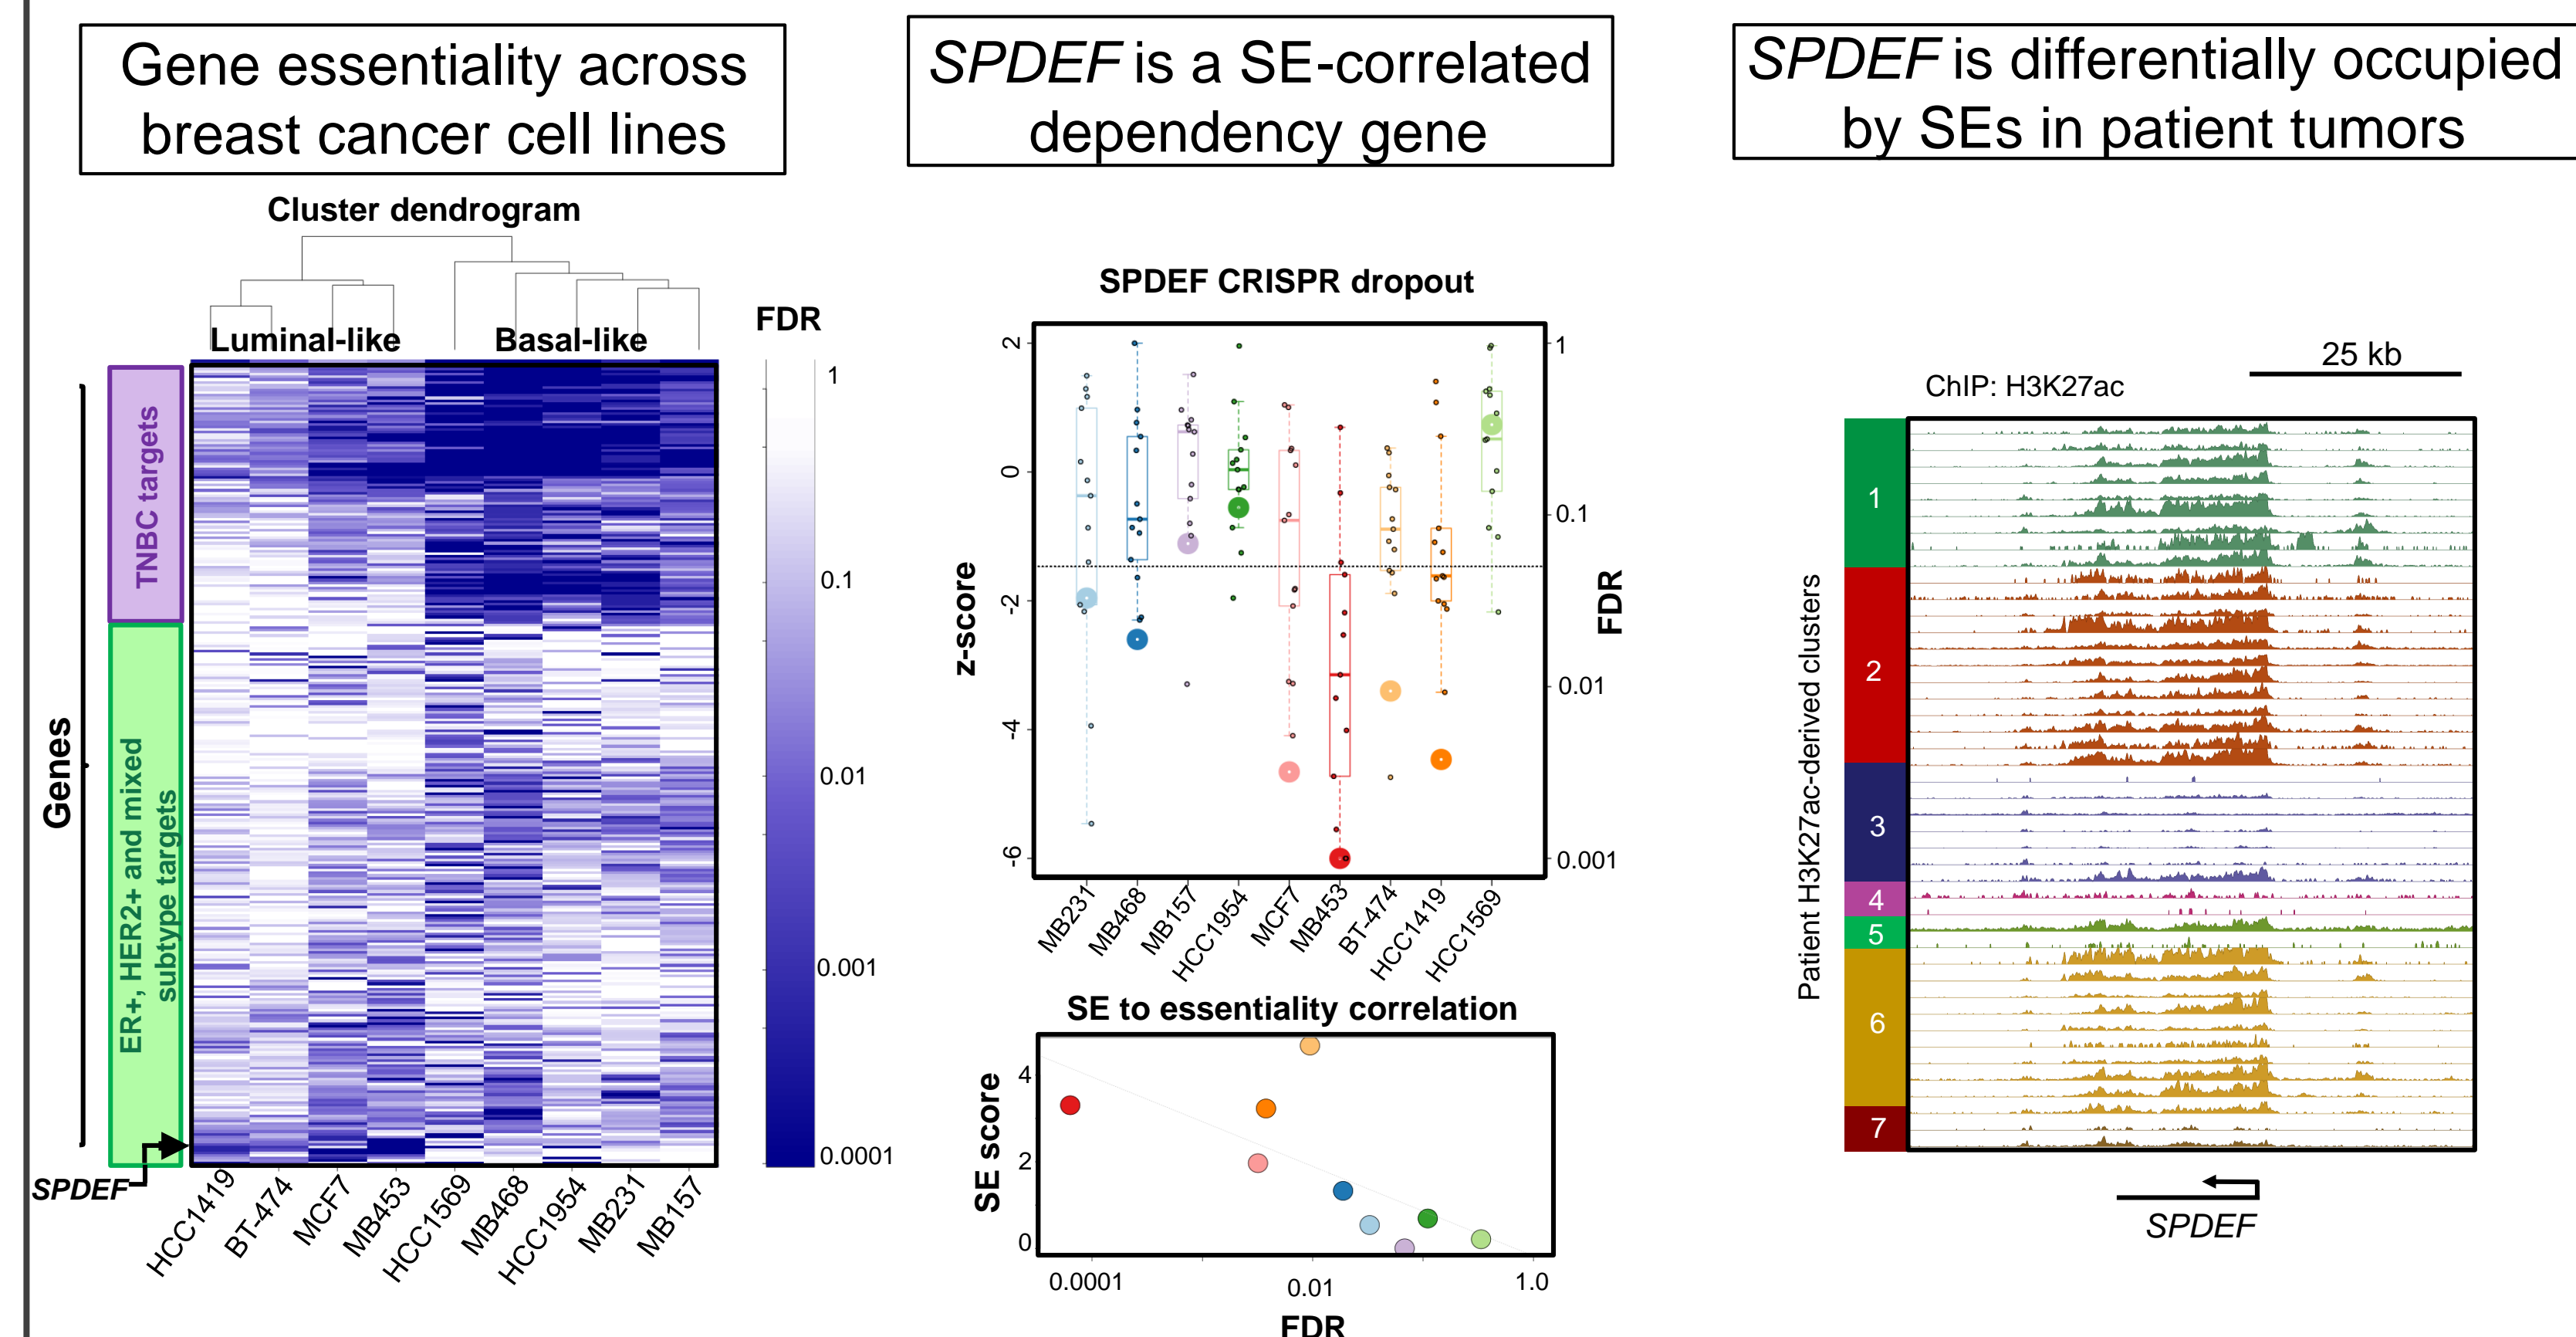 Gene essentiality across
breast cancer cell lines
Cluster dendrogram
Luminal-like
Basal-like
FDR
1
0.1
0.01
0.001
0.0001
Genes
TNBC targets
ER+, HER2+ and mixed
subtype targets
SPDEF
HCC1419
BT-474
MCF7
MB453
HCC1569
MB468
HCC1954
MB231
MB157
SPDEF is a SE-correlated
dependency gene
SPDEF CRISPR dropout
z-score
2
0
-2
-4
-6
1
0.1
0.01
0.001
FDR
MB231
MB468
MB157
HCC1954
MCF7
MB453
BT-474
HCC1419
HCC1569
SE to essentiality correlation
SE score
4
2
0
0.0001
0.01
1.0
FDR
SPDEF is differentially occupied
by SEs in patient tumors
25 kb
ChIP: H3K27ac
Patient H3K27ac-derived clusters
1
2
3
4
5
6
7
SPDEF